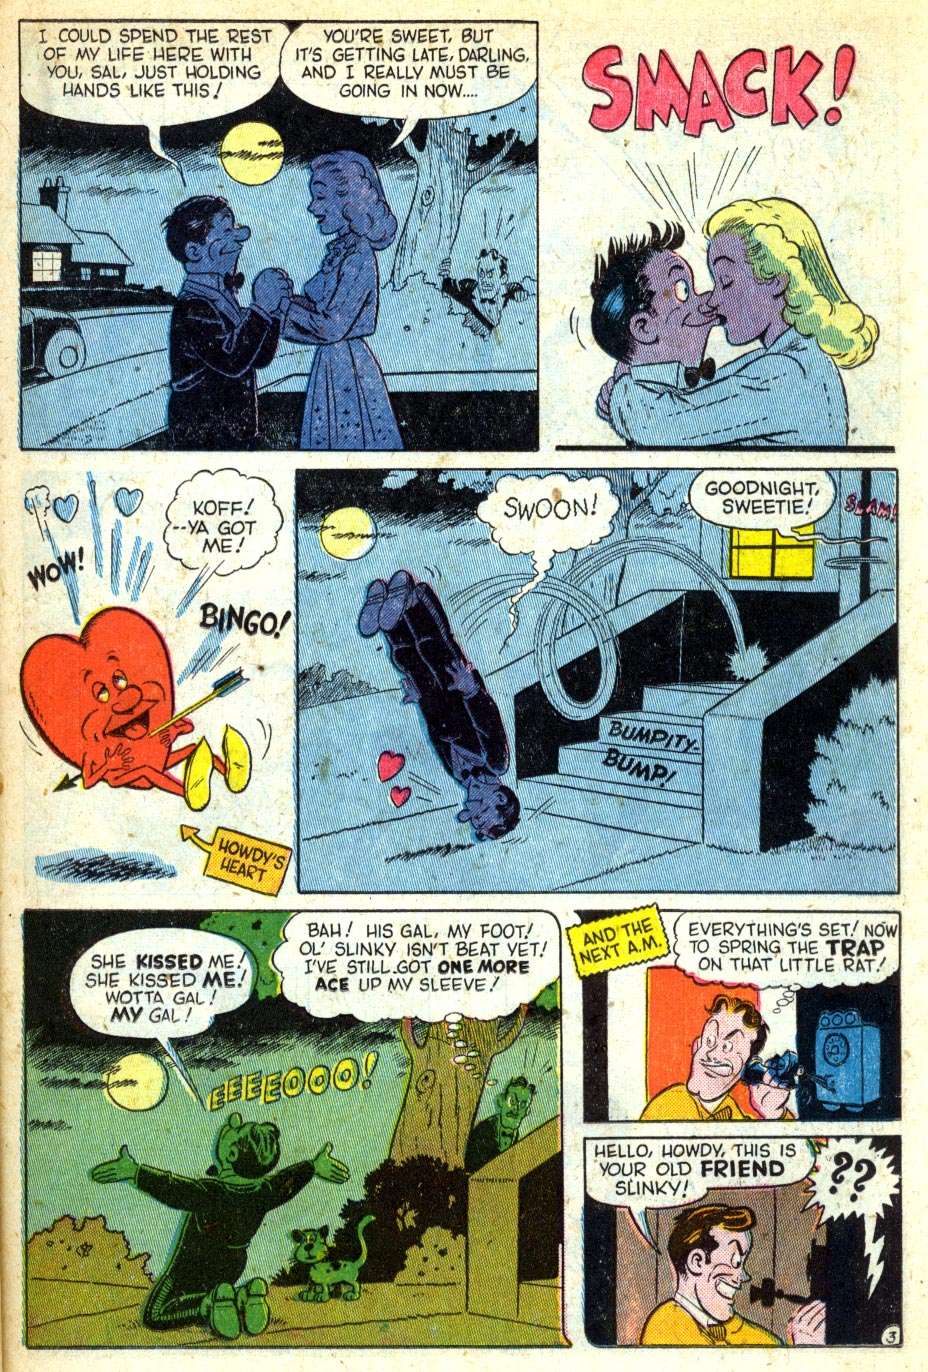 I COULD SPEND THE REST
OF MY LIFE HERE WITH
YOU, SAL, JUST HOLDING
HANDS LIKE THIS!
YOU'RE SWEET, BUT
IT'S GETTING LATE, DARLING,
AND I REALLY MUST BE
GOING IN NOW....
SMACK!
WOW!
KOFF!
--YA GOT
ME!
BINGO!
HOWDY'S
HEART
SWOON!
GOODNIGHT,
SWEETIE!
SLAM!
BUMPITY-
BUMP!
SHE KISSED ME!
SHE KISSED ME!
WOTTA GAL!
MY GAL!
EEEEOOO!
BAH! HIS GAL, MY FOOT!
OL' SLINKY ISN'T BEAT YET!
I'VE STILL GOT ONE MORE
ACE UP MY SLEEVE!
AND THE
NEXT A.M.
EVERYTHING'S SET! NOW
TO SPRING THE TRAP
ON THAT LITTLE RAT!
HELLO, HOWDY, THIS IS
YOUR OLD FRIEND
SLINKY!
??
3